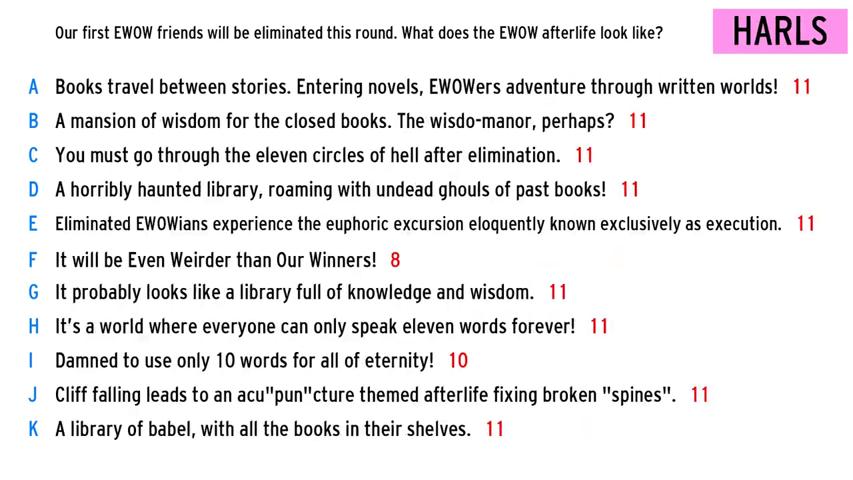 Our first EWOW friends will be eliminated this round. What does the EWOW afterlife look like?
HARLS
A Books travel between stories. Entering novels, EWOWers adventure through written worlds! 11
B A mansion of wisdom for the closed books. The wisdo-manor, perhaps? 11
C You must go through the eleven circles of hell after elimination. 11
D A horribly haunted library, roaming with undead ghouls of past books! 11
E Eliminated EWOWians experience the euphoric excursion eloquently known exclusively as execution. 11
F It will be Even Weirder than Our Winners! 8
G It probably looks like a library full of knowledge and wisdom. 11
H It's a world where everyone can only speak eleven words forever! 11
I Damned to use only 10 words for all of eternity! 10
J Cliff falling leads to an acu"pun"cture themed afterlife fixing broken "spines". 11
K A library of babel, with all the books in their shelves. 11